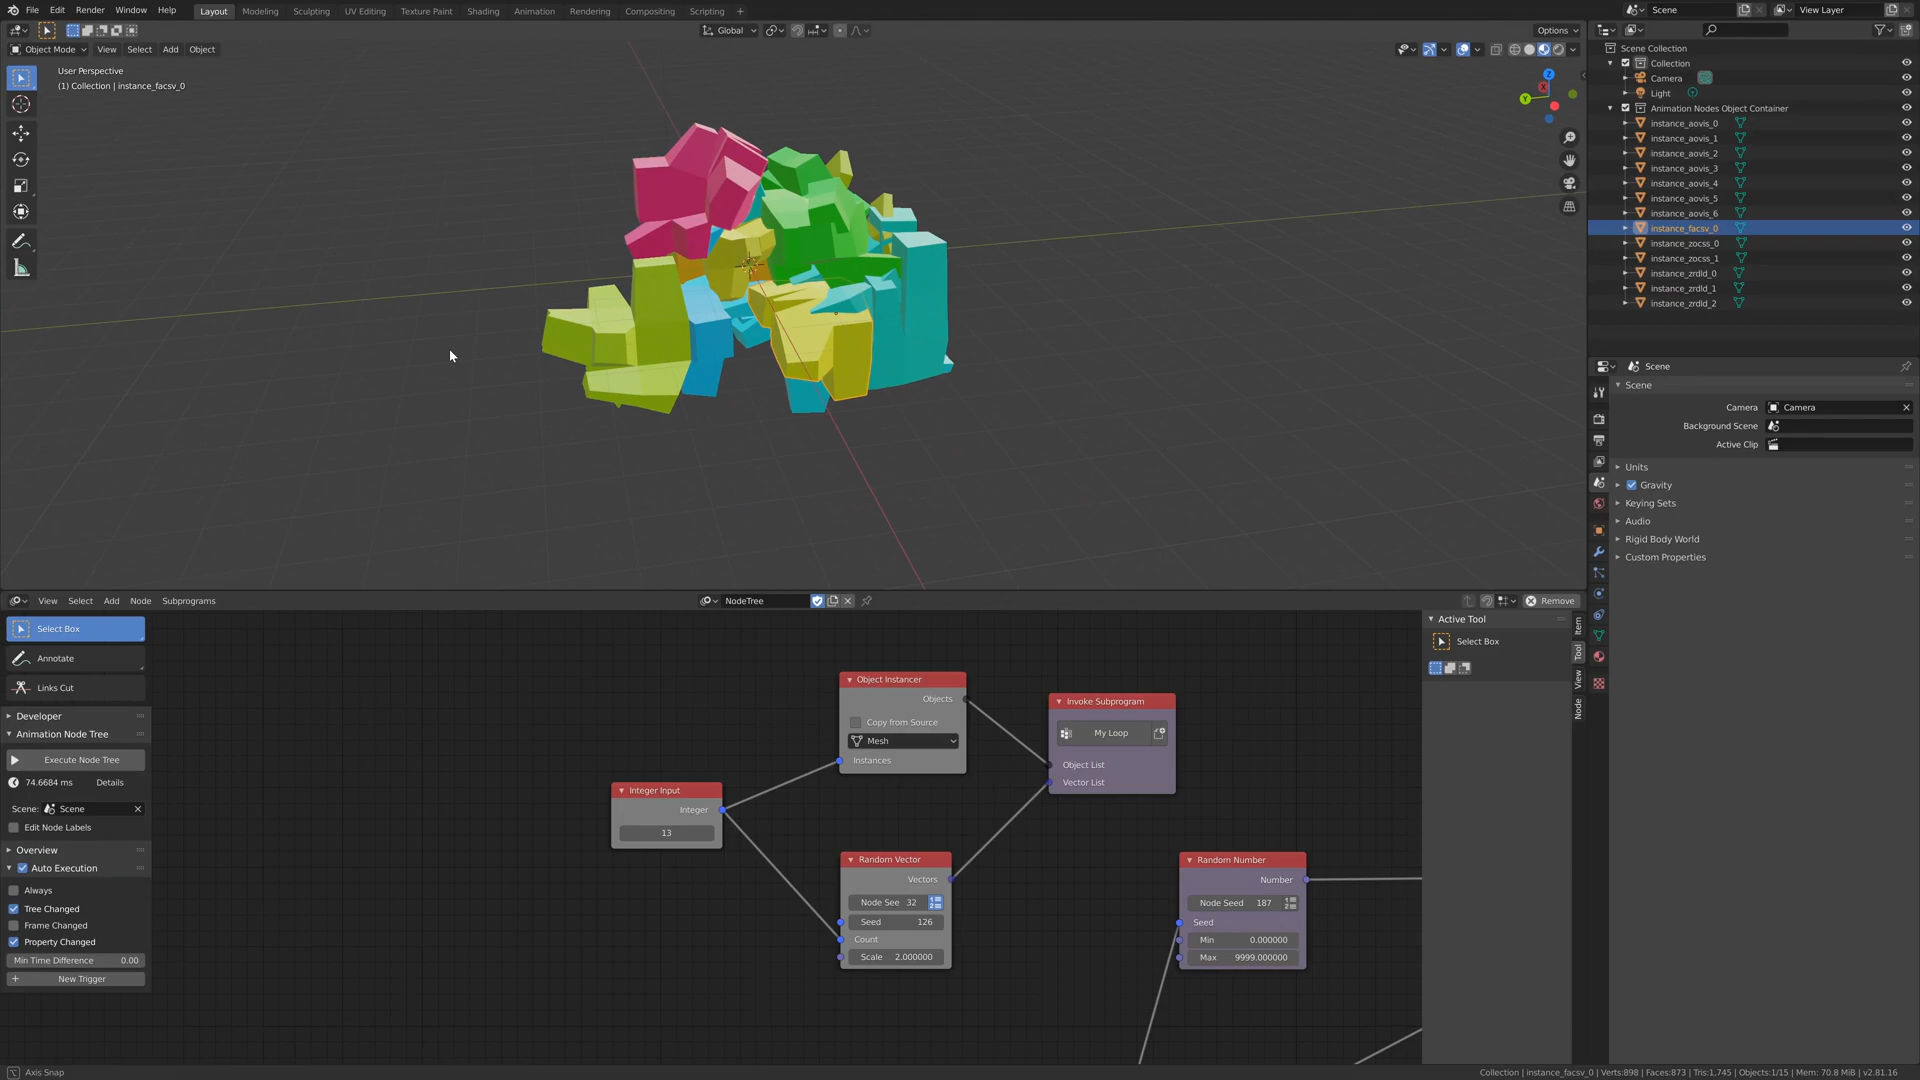 File Edit Render Window Help Layout Modeling Sculpting UV Editing Texture Paint Shading Animation Rendering Compositing Scripting + Scene View Layer
Global Options
Object Mode View Select Add Object
User Perspective
(1) Collection | instance_facsv_0
Z
X
Y
Scene Collection
Collection
Camera
Light
Animation Nodes Object Container
instance_aovis_0
instance_aovis_1
instance_aovis_2
instance_aovis_3
instance_aovis_4
instance_aovis_5
instance_aovis_6
instance_facsv_0
instance_zocss_0
instance_zocss_1
instance_zrdld_0
instance_zrdld_1
instance_zrdld_2
Scene
Scene
Camera Camera
Background Scene
Active Clip
Units
Gravity
Keying Sets
Audio
Rigid Body World
Custom Properties
View Select Add Node Subprograms NodeTree Remove
Select Box
Annotate
Links Cut
Developer
Animation Node Tree
Execute Node Tree
74.6684 ms Details
Scene: Scene
Edit Node Labels
Overview
Auto Execution
Always
Tree Changed
Frame Changed
Property Changed
Min Time Difference 0.00
New Trigger
Integer Input
Integer
13
Object Instancer
Objects
Copy from Source
Mesh
Instances
Random Vector
Vectors
Node See 32
Seed 126
Count
Scale 2.000000
Invoke Subprogram
My Loop
Object List
Vector List
Random Number
Number
Node Seed 187
Seed
Min 0.000000
Max 9999.000000
Active Tool
Select Box
Item
Tool
View
Node
Axis Snap
Collection | instance_facsv_0 | Verts:898 | Faces:873 | Tris:1,745 | Objects:1/15 | Mem: 70.8 MiB | v2.81.16